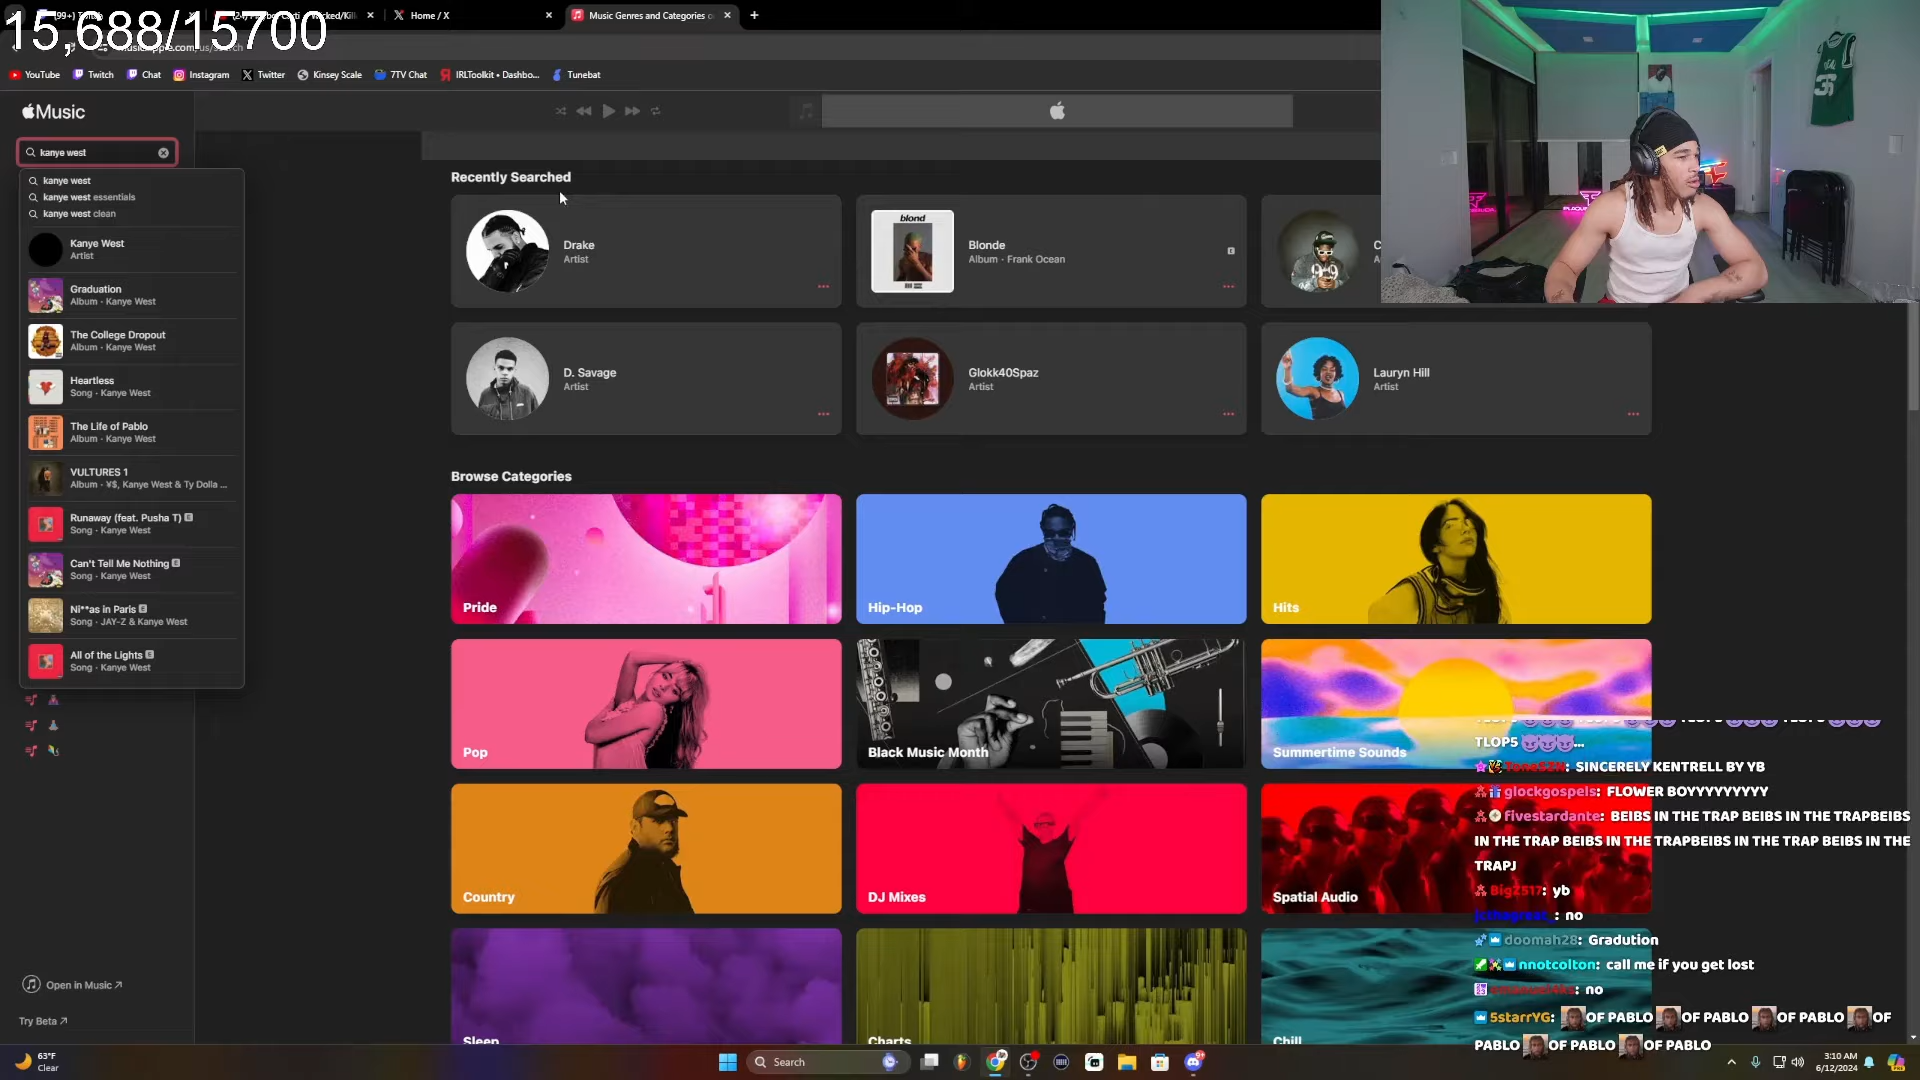 15,688/15700
Home / X
Music Genres and Categories o
YouTube
Twitch
Chat
Instagram
Twitter
Kinsey Scale
7TV Chat
IRLToolkit • Dashbo...
Tunebat
Music
kanye west
kanye west
kanye west essentials
kanye west clean
Kanye West
Artist
Graduation
Album · Kanye West
The College Dropout
Album · Kanye West
Heartless
Song · Kanye West
The Life of Pablo
Album · Kanye West
VULTURES 1
Album · ¥$, Kanye West & Ty Dolla ...
Runaway (feat. Pusha T) E
Song · Kanye West
Can't Tell Me Nothing E
Song · Kanye West
Ni**as in Paris E
Song · JAY-Z & Kanye West
All of the Lights E
Song · Kanye West
Open in Music
Try Beta
Recently Searched
Drake
Artist
blond
Blonde
Album · Frank Ocean
E
D. Savage
Artist
Glokk40Spaz
Artist
Lauryn Hill
Artist
Browse Categories
Pride
Hip-Hop
Hits
Pop
Black Music Month
Summertime Sounds
Country
DJ Mixes
Spatial Audio
Sleep
Charts
Chill
TLOP5 ...
SINCERELY KENTRELL BY YB
glockgospels: FLOWER BOYYYYYYYYY
fivestardante: BEIBS IN THE TRAP BEIBS IN THE TRAPBEIBS
IN THE TRAP BEIBS IN THE TRAPBEIBS IN THE TRAP BEIBS IN THE
TRAPJ
BigZ517: yb
: no
doomah28: Gradution
nnotcolton: call me if you get lost
: no
5starrYG: OF PABLO OF PABLO OF PABLO OF
PABLO OF PABLO OF PABLO
63°F
Clear
Search
3:10 AM
6/12/2024